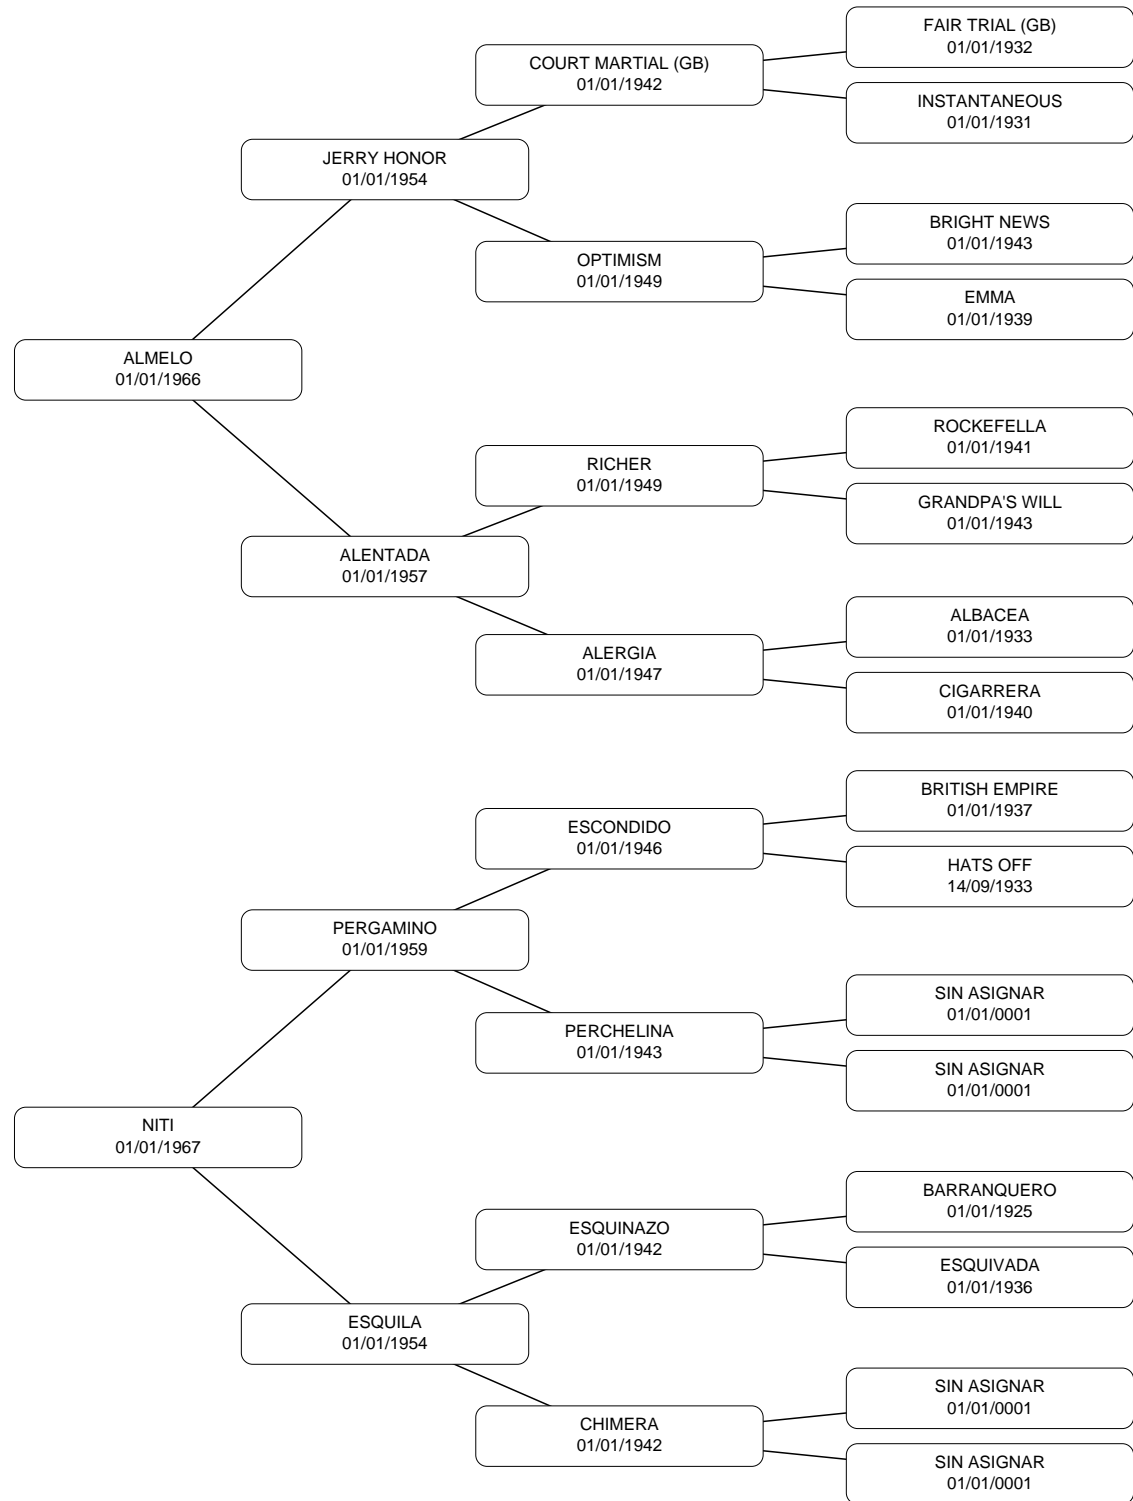 FAIR TRIAL (GB)
01/01/1932
COURT MARTIAL (GB)
01/01/1942
INSTANTANEOUS
01/01/1931
JERRY HONOR
01/01/1954
BRIGHT NEWS
01/01/1943
OPTIMISM
01/01/1949
EMMA
01/01/1939
ALMELO
01/01/1966
ROCKEFELLA
01/01/1941
RICHER
01/01/1949
GRANDPA'S WILL
01/01/1943
ALENTADA
01/01/1957
ALBACEA
01/01/1933
ALERGIA
01/01/1947
CIGARRERA
01/01/1940
BRITISH EMPIRE
01/01/1937
ESCONDIDO
01/01/1946
HATS OFF
14/09/1933
PERGAMINO
01/01/1959
SIN ASIGNAR
01/01/0001
PERCHELINA
01/01/1943
SIN ASIGNAR
01/01/0001
NITI
01/01/1967
BARRANQUERO
01/01/1925
ESQUINAZO
01/01/1942
ESQUIVADA
01/01/1936
ESQUILA
01/01/1954
SIN ASIGNAR
01/01/0001
CHIMERA
01/01/1942
SIN ASIGNAR
01/01/0001